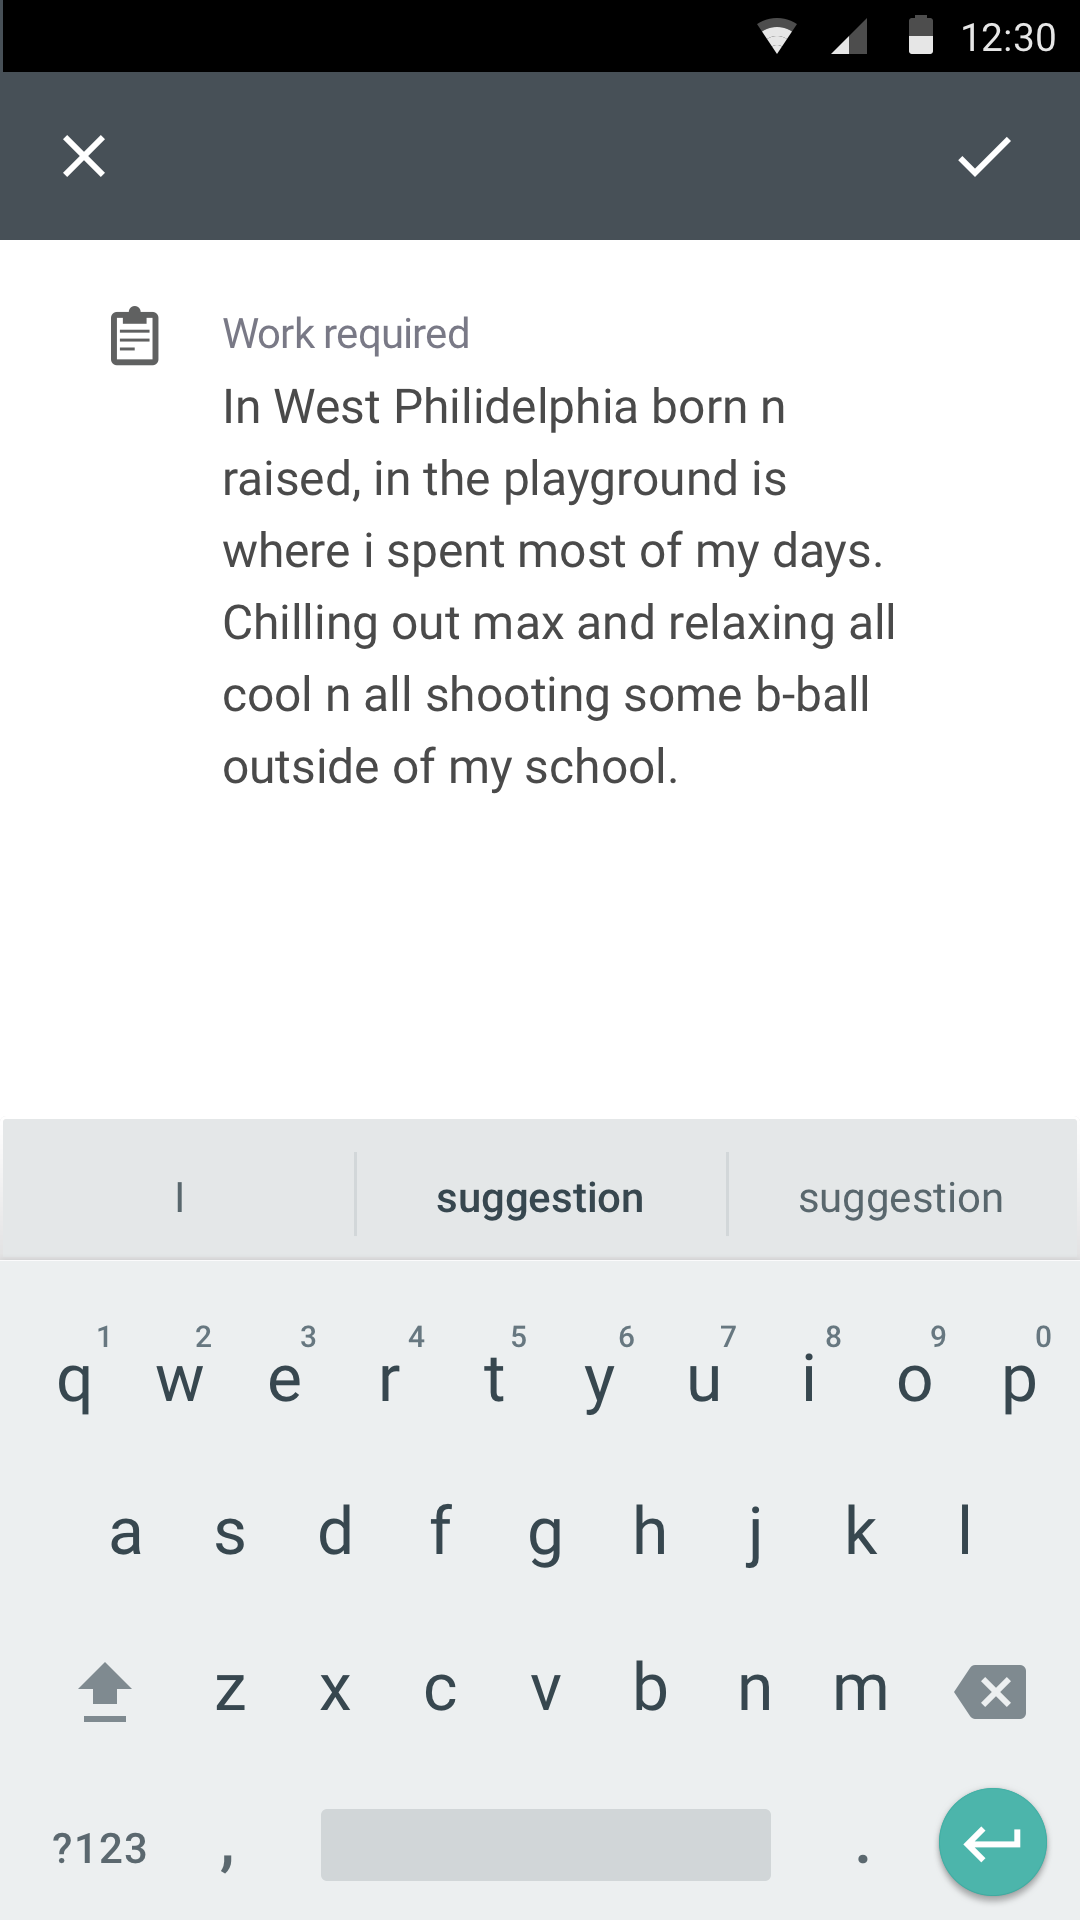 12:30
Work required
In West Philidelphia born n
raised, in the playground is
where i spent most of my days.
Chilling out max and relaxing all
cool n all shooting some b-ball
outside of my school.
I suggestion suggestion
1 2 3 4 5 6 7 8 9 0
q w e r t y u i o p
a s d f g h j k l
z x c v b n m
?123 , .